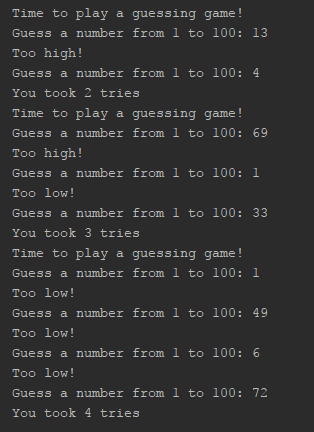 Time to play a guessing game!
Guess a number from 1 to 100: 13
Too high!
Guess a number from 1 to 100: 4
You took 2 tries
Time to play a guessing game!
Guess a number from 1 to 100: 69
Too high!
Guess a number from 1 to 100: 1
Too low!
Guess a number from 1 to 100: 33
You took 3 tries
Time to play a guessing game!
Guess a number from 1 to 100: 1
Too low!
Guess a number from 1 to 100: 49
Too low!
Guess a number from 1 to 100: 6
Too low!
Guess a number from 1 to 100: 72
You took 4 tries